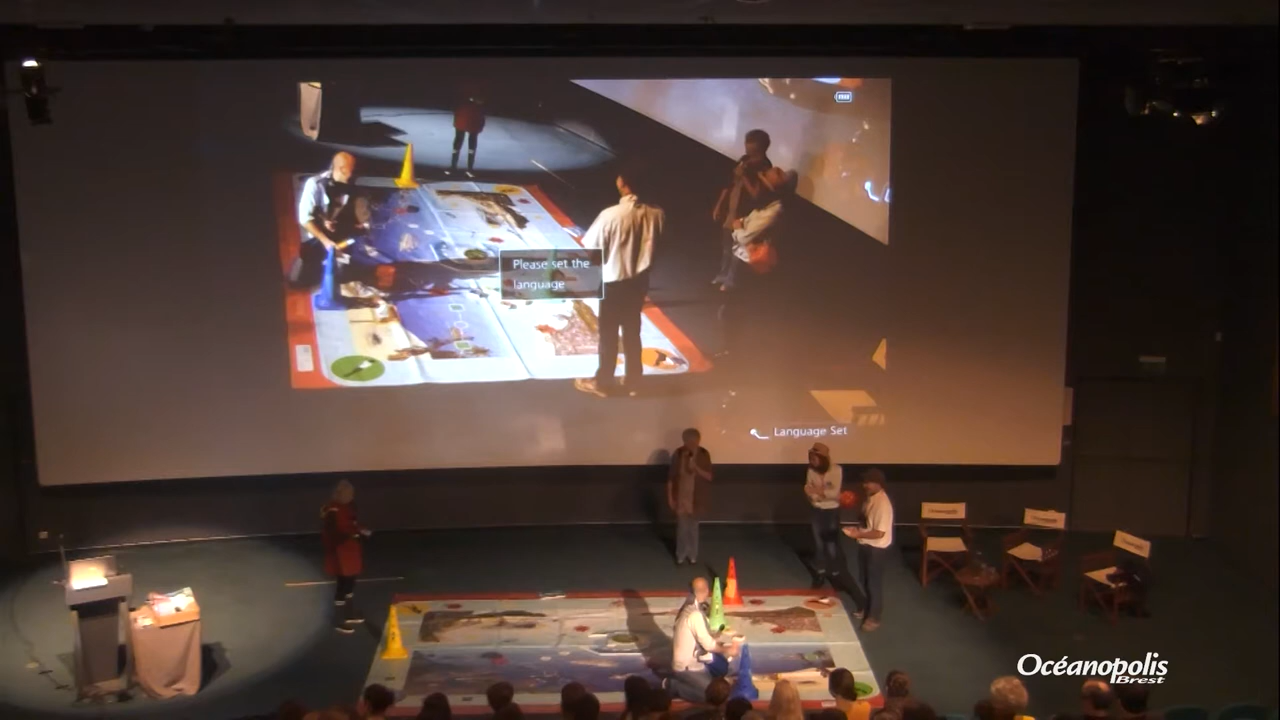 Please set the
language
Language Set
Océanopolis
Brest